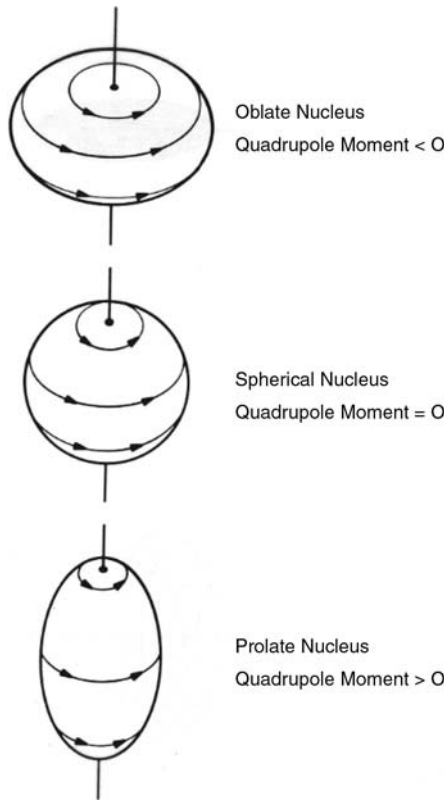 Oblate Nucleus
Quadrupole Moment < O
Spherical Nucleus
Quadrupole Moment = O
Prolate Nucleus
Quadrupole Moment > O